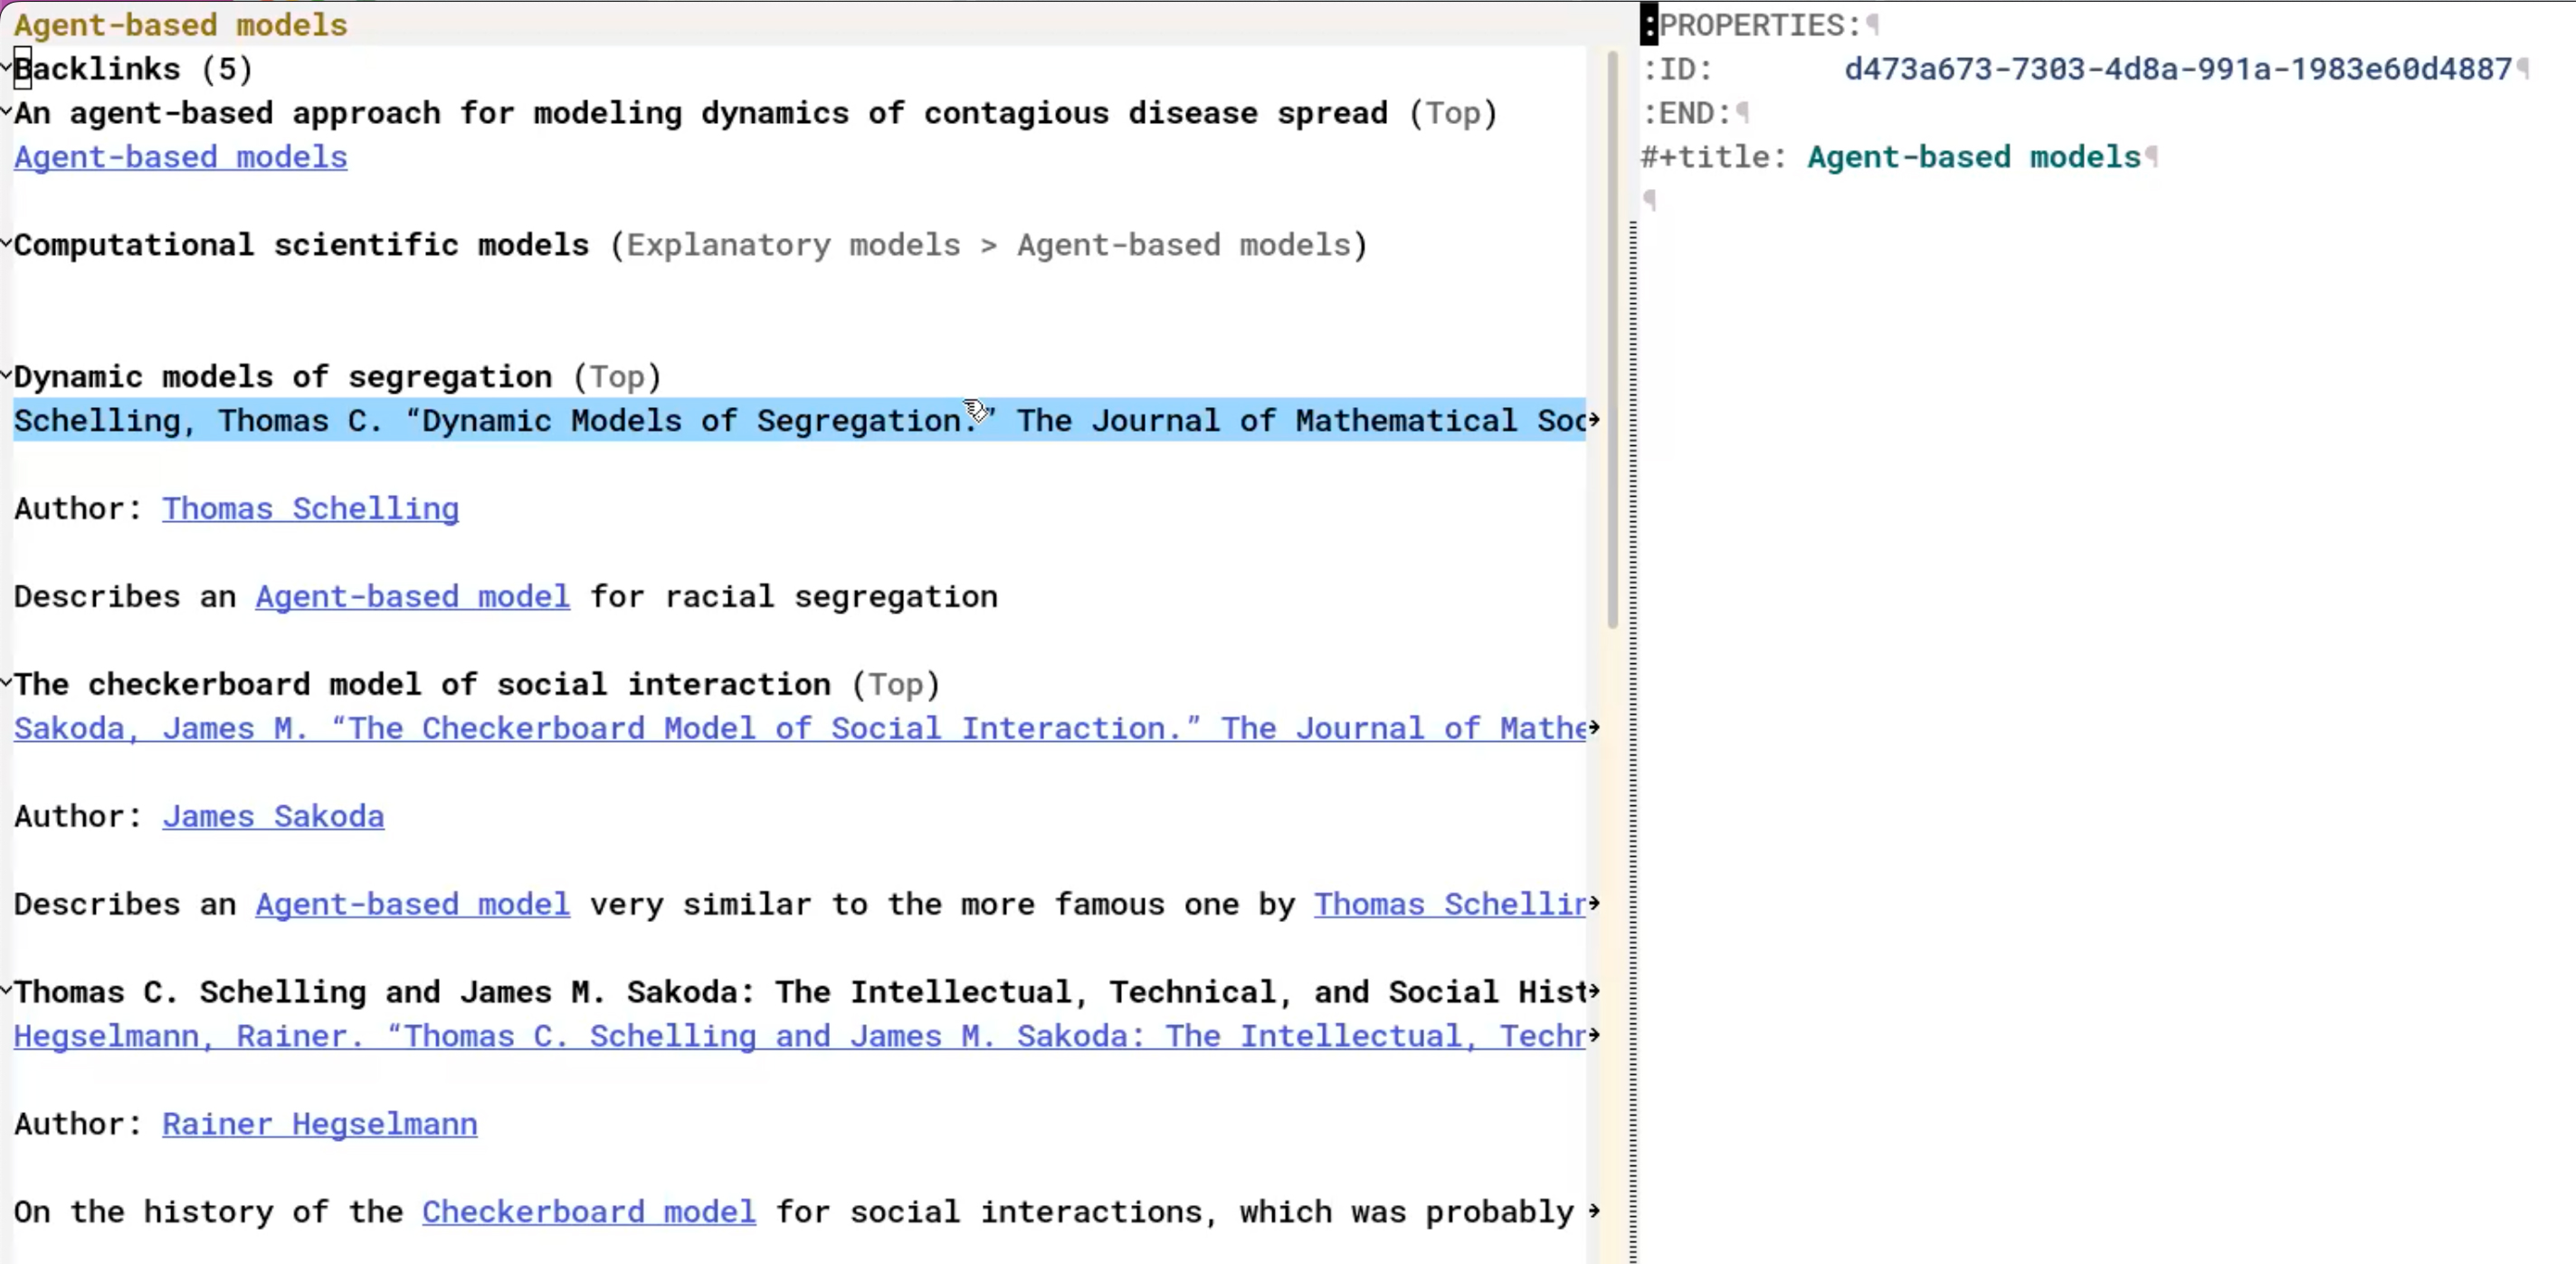 Agent-based models
Backlinks (5)
An agent-based approach for modeling dynamics of contagious disease spread (Top)
Agent-based models
Computational scientific models (Explanatory models > Agent-based models)
Dynamic models of segregation (Top)
Schelling, Thomas C. “Dynamic Models of Segregation.” The Journal of Mathematical Soc
Author: Thomas Schelling
Describes an Agent-based model for racial segregation
The checkerboard model of social interaction (Top)
Sakoda, James M. “The Checkerboard Model of Social Interaction.” The Journal of Mathe
Author: James Sakoda
Describes an Agent-based model very similar to the more famous one by Thomas Schellin
Thomas C. Schelling and James M. Sakoda: The Intellectual, Technical, and Social Hist
Hegselmann, Rainer. “Thomas C. Schelling and James M. Sakoda: The Intellectual, Techn
Author: Rainer Hegselmann
On the history of the Checkerboard model for social interactions, which was probably
:PROPERTIES:¶
:ID: d473a673-7303-4d8a-991a-1983e60d4887¶
:END:¶
#+title: Agent-based models¶
¶